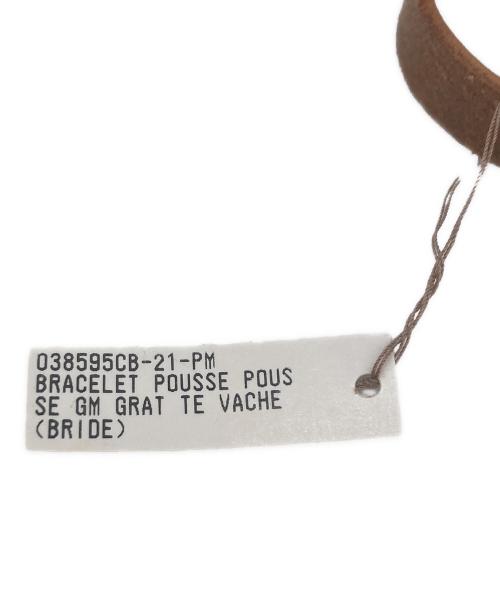 038595CB-21-PM
BRACELET POUSSE POUS
SE GM GRAT TE VACHE
(BRIDE)